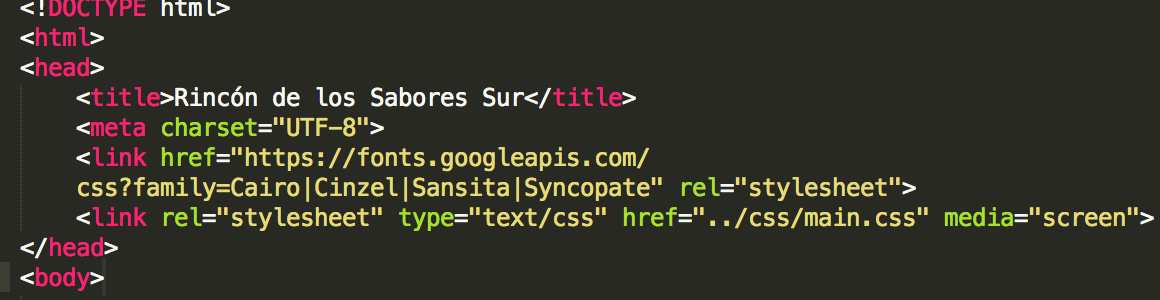 <!DOCTYPE html>
<html>
<head>
<title>Rincón de los Sabores Sur</title>
<meta charset="UTF-8">
<link href="https://fonts.googleapis.com/
css?family=Cairo|Cinzel|Sansita|Syncopate" rel="stylesheet">
<link rel="stylesheet" type="text/css" href="../css/main.css" media="screen">
</head>
<body>